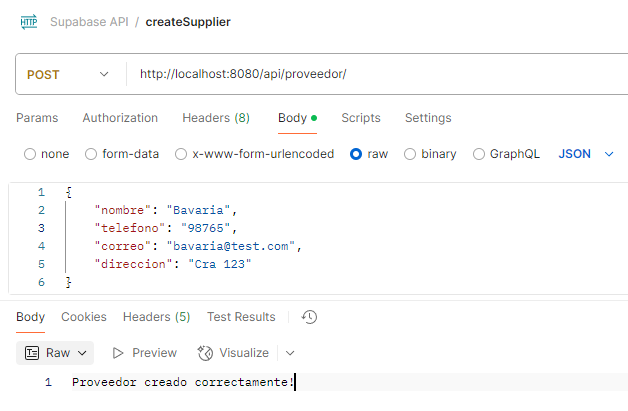 HTTP Supabase API / createSupplier
POST http://localhost:8080/api/proveedor/
Params Authorization Headers (8) Body Scripts Settings
none form-data x-www-form-urlencoded raw binary GraphQL JSON
1 {
2 "nombre": "Bavaria",
3 "telefono": "98765",
4 "correo": "bavaria@test.com",
5 "direccion": "Cra 123"
6 }
Body Cookies Headers (5) Test Results
Raw Preview Visualize
1 Proveedor creado correctamente!